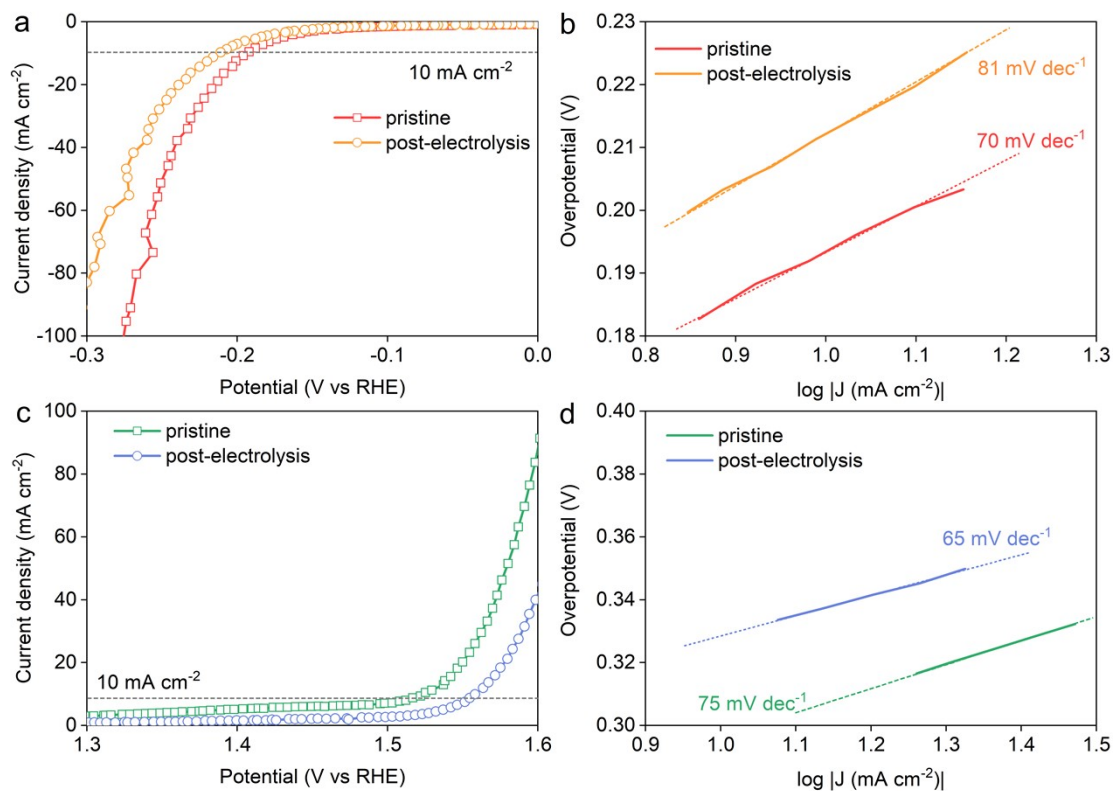 a
Current density (mA cm⁻²)
0
-20
-40
-60
-80
-100
10 mA cm⁻²
pristine
post-electrolysis
-0.3
-0.2
-0.1
0.0
Potential (V vs RHE)
b
Overpotential (V)
0.23
0.22
0.21
0.20
0.19
0.18
pristine
post-electrolysis
81 mV dec⁻¹
70 mV dec⁻¹
0.8
0.9
1.0
1.1
1.2
1.3
log |J (mA cm⁻²)|
c
Current density (mA cm⁻²)
100
80
60
40
20
0
pristine
post-electrolysis
10 mA cm⁻²
1.3
1.4
1.5
1.6
Potential (V vs RHE)
d
Overpotential (V)
0.40
0.38
0.36
0.34
0.32
0.30
pristine
post-electrolysis
65 mV dec⁻¹
75 mV dec⁻¹
0.9
1.0
1.1
1.2
1.3
1.4
1.5
log |J (mA cm⁻²)|